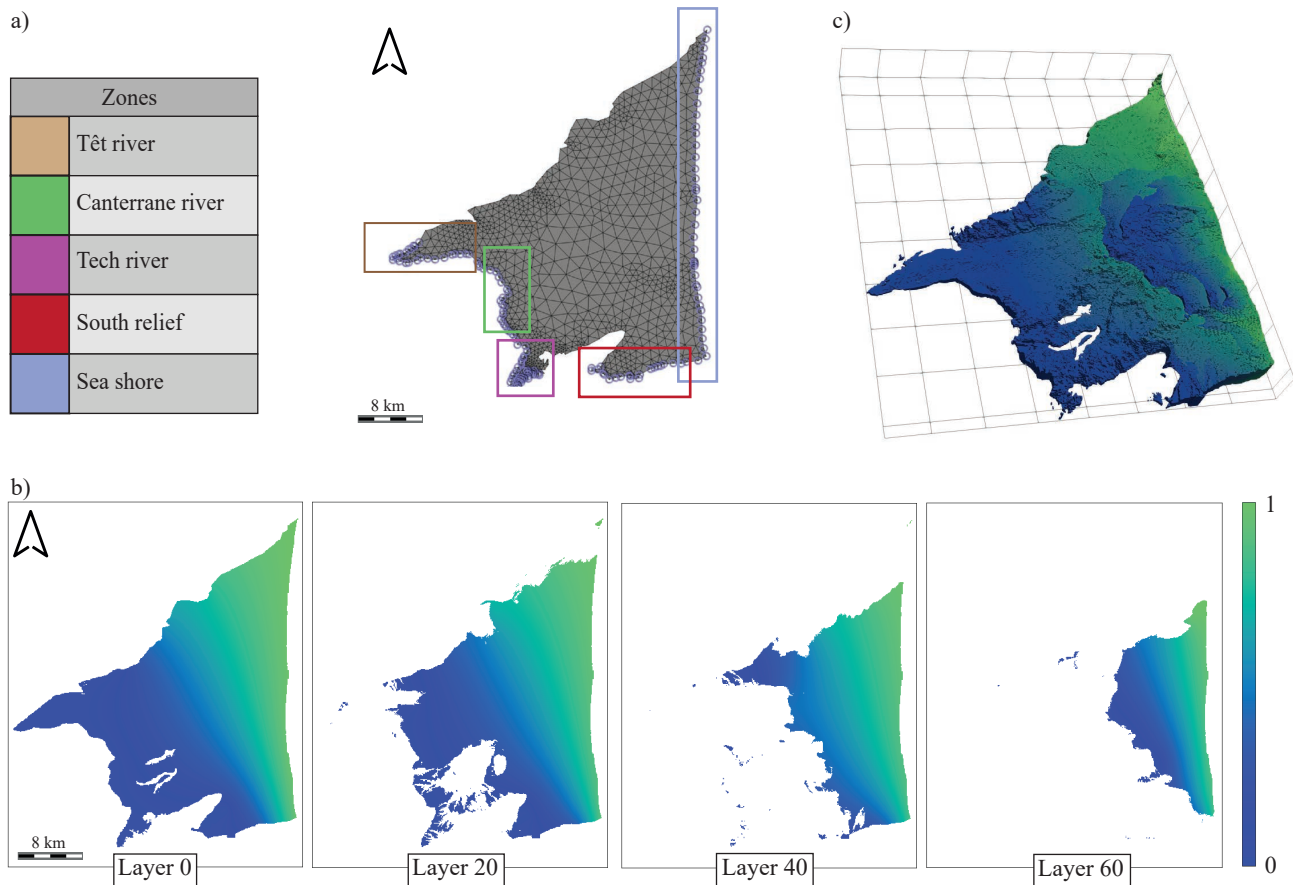 a)
c)
Zones
Têt river
Canterrane river
Tech river
South relief
Sea shore
8 km
b)
1
8 km
0
Layer 0
Layer 20
Layer 40
Layer 60